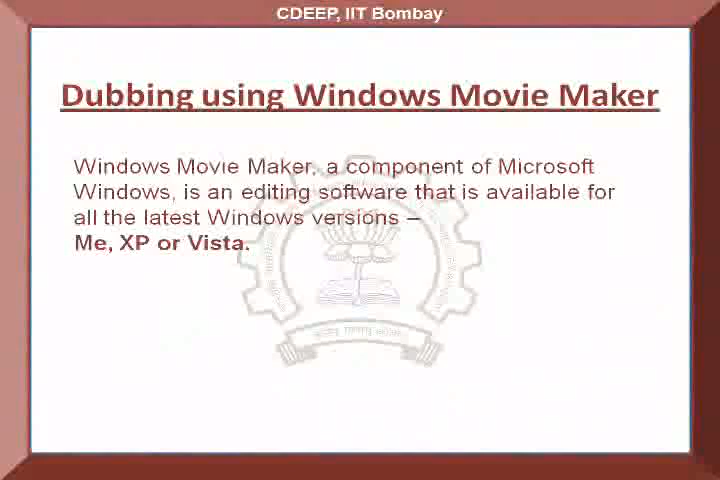 CDEEP, IIT Bombay
Dubbing using Windows Movie Maker
Windows Movie Maker, a component of Microsoft
Windows, is an editing software that is available for
all the latest Windows versions –
Me, XP or Vista.